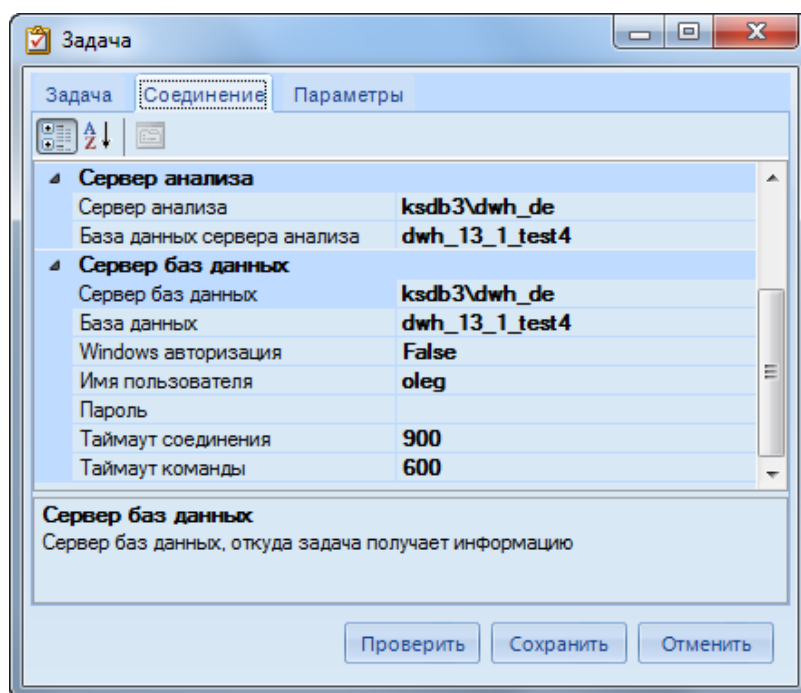 Задача
Задача Соединение Параметры
A
Z
Сервер анализа
Сервер анализа ksdb3\dwh_de
База данных сервера анализа dwh_13_1_test4
Сервер баз данных
Сервер баз данных ksdb3\dwh_de
База данных dwh_13_1_test4
Windows авторизация False
Имя пользователя oleg
Пароль
Таймаут соединения 900
Таймаут команды 600
Сервер баз данных
Сервер баз данных, откуда задача получает информацию
Проверить Сохранить Отменить